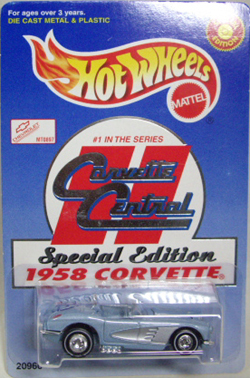 For ages over 3 years.
DIE CAST METAL & PLASTIC
HOT WHEELS
MATTEL
CHEVROLET
#1 IN THE SERIES
Corvette
Central
Special Edition
1958 CORVETTE